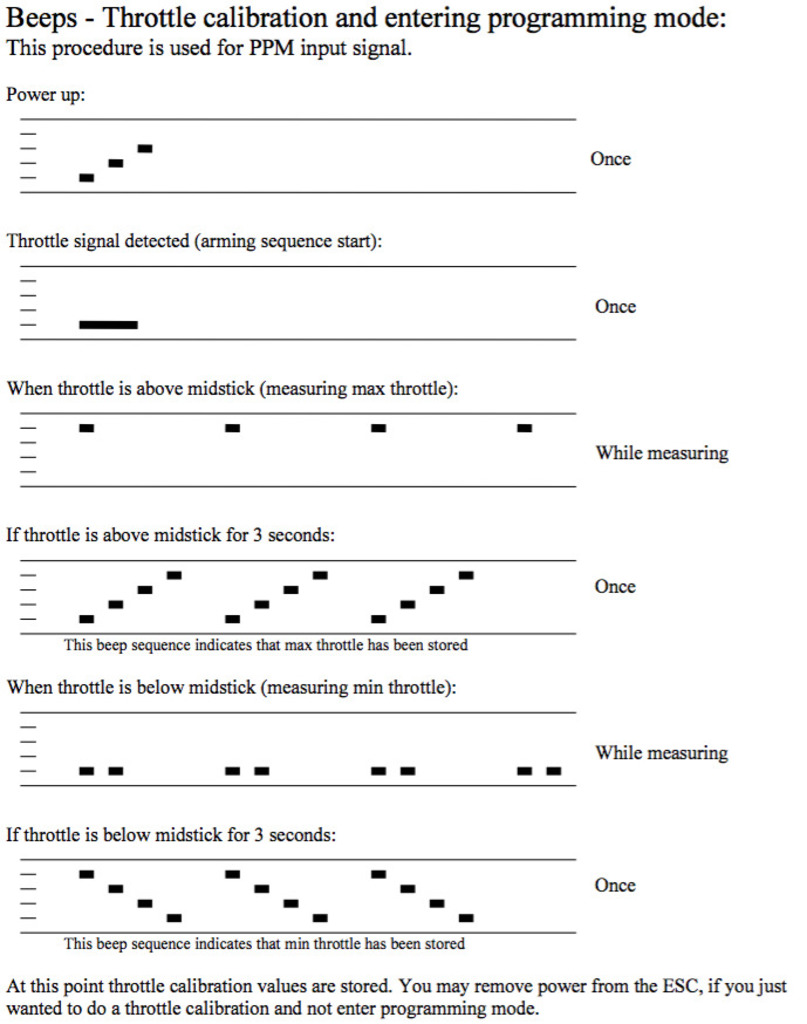 Beeps - Throttle calibration and entering programming mode:
This procedure is used for PPM input signal.
Power up:
Once
Throttle signal detected (arming sequence start):
Once
When throttle is above midstick (measuring max throttle):
While measuring
If throttle is above midstick for 3 seconds:
Once
This beep sequence indicates that max throttle has been stored
When throttle is below midstick (measuring min throttle):
While measuring
If throttle is below midstick for 3 seconds:
Once
This beep sequence indicates that min throttle has been stored
At this point throttle calibration values are stored. You may remove power from the ESC, if you just
wanted to do a throttle calibration and not enter programming mode.